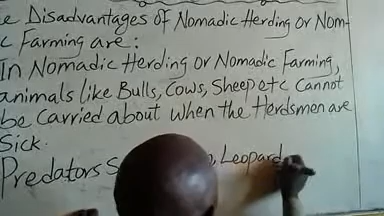 e Disadvantages of Nomadic Herding or Nom-
c Farming are:
In Nomadic Herding or Nomadic Farming,
animals like Bulls, Cows, Sheep etc cannot
be carried about when the Herdsmen are
Sick.
Predators S , Leopard